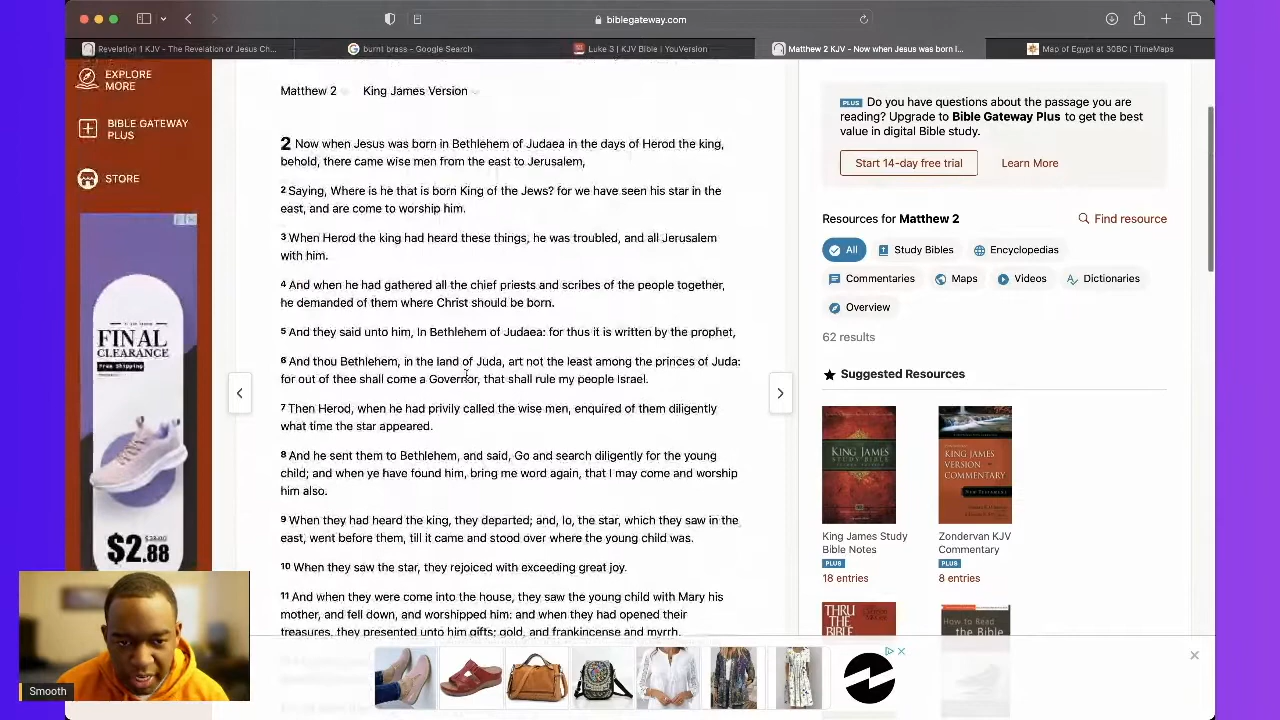 biblegateway.com
Revelation 1 KJV - The Revelation of Jesus Ch...
burnt brass - Google Search
Luke 3 | KJV Bible | YouVersion
Matthew 2 KJV - Now when Jesus was born i...
Map of Egypt at 30BC | TimeMaps
EXPLORE
MORE
BIBLE GATEWAY
PLUS
STORE
FINAL
CLEARANCE
Free Shipping
$2.88
Matthew 2
King James Version
2 Now when Jesus was born in Bethlehem of Judaea in the days of Herod the king,
behold, there came wise men from the east to Jerusalem,
2 Saying, Where is he that is born King of the Jews? for we have seen his star in the
east, and are come to worship him.
3 When Herod the king had heard these things, he was troubled, and all Jerusalem
with him.
4 And when he had gathered all the chief priests and scribes of the people together,
he demanded of them where Christ should be born.
5 And they said unto him, In Bethlehem of Judaea: for thus it is written by the prophet,
6 And thou Bethlehem, in the land of Juda, art not the least among the princes of Juda:
for out of thee shall come a Governor, that shall rule my people Israel.
7 Then Herod, when he had privily called the wise men, enquired of them diligently
what time the star appeared.
8 And he sent them to Bethlehem, and said, Go and search diligently for the young
child; and when ye have found him, bring me word again, that I may come and worship
him also.
9 When they had heard the king, they departed; and, lo, the star, which they saw in the
east, went before them, till it came and stood over where the young child was.
10 When they saw the star, they rejoiced with exceeding great joy.
11 And when they were come into the house, they saw the young child with Mary his
mother, and fell down, and worshipped him: and when they had opened their
treasures, they presented unto him gifts; gold, and frankincense and myrrh.
PLUS Do you have questions about the passage you are
reading? Upgrade to Bible Gateway Plus to get the best
value in digital Bible study.
Start 14-day free trial
Learn More
Resources for Matthew 2
Find resource
All
Study Bibles
Encyclopedias
Commentaries
Maps
Videos
Dictionaries
Overview
62 results
Suggested Resources
KING JAMES
STUDY BIBLE
KING JAMES
VERSION
COMMENTARY
King James Study
Bible Notes
PLUS
18 entries
Zondervan KJV
Commentary
PLUS
8 entries
THRU
THE
BIBLE
How to Read
the Bible
Smooth